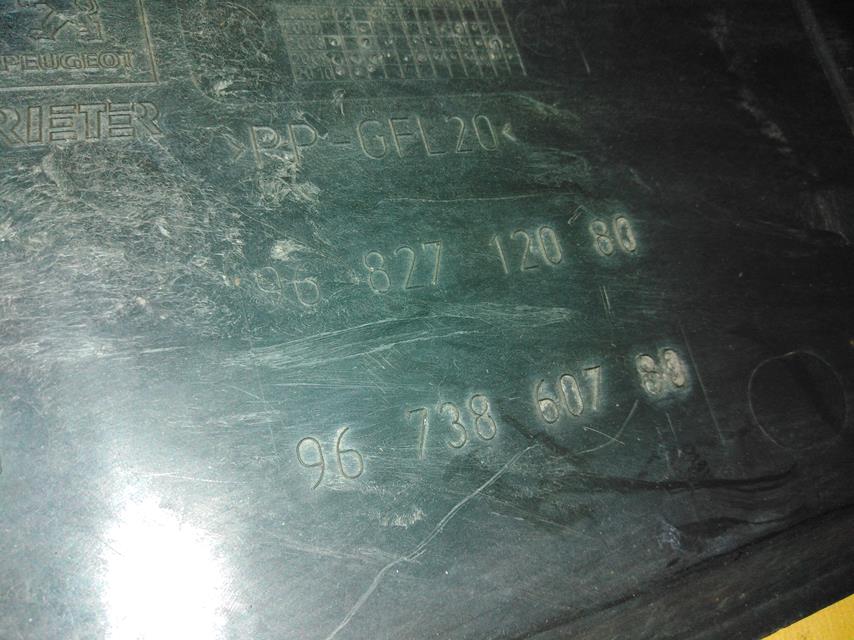 PEUGEOT
RIETER
>PP-GFL20<
96 827 120 80
96 738 607 80